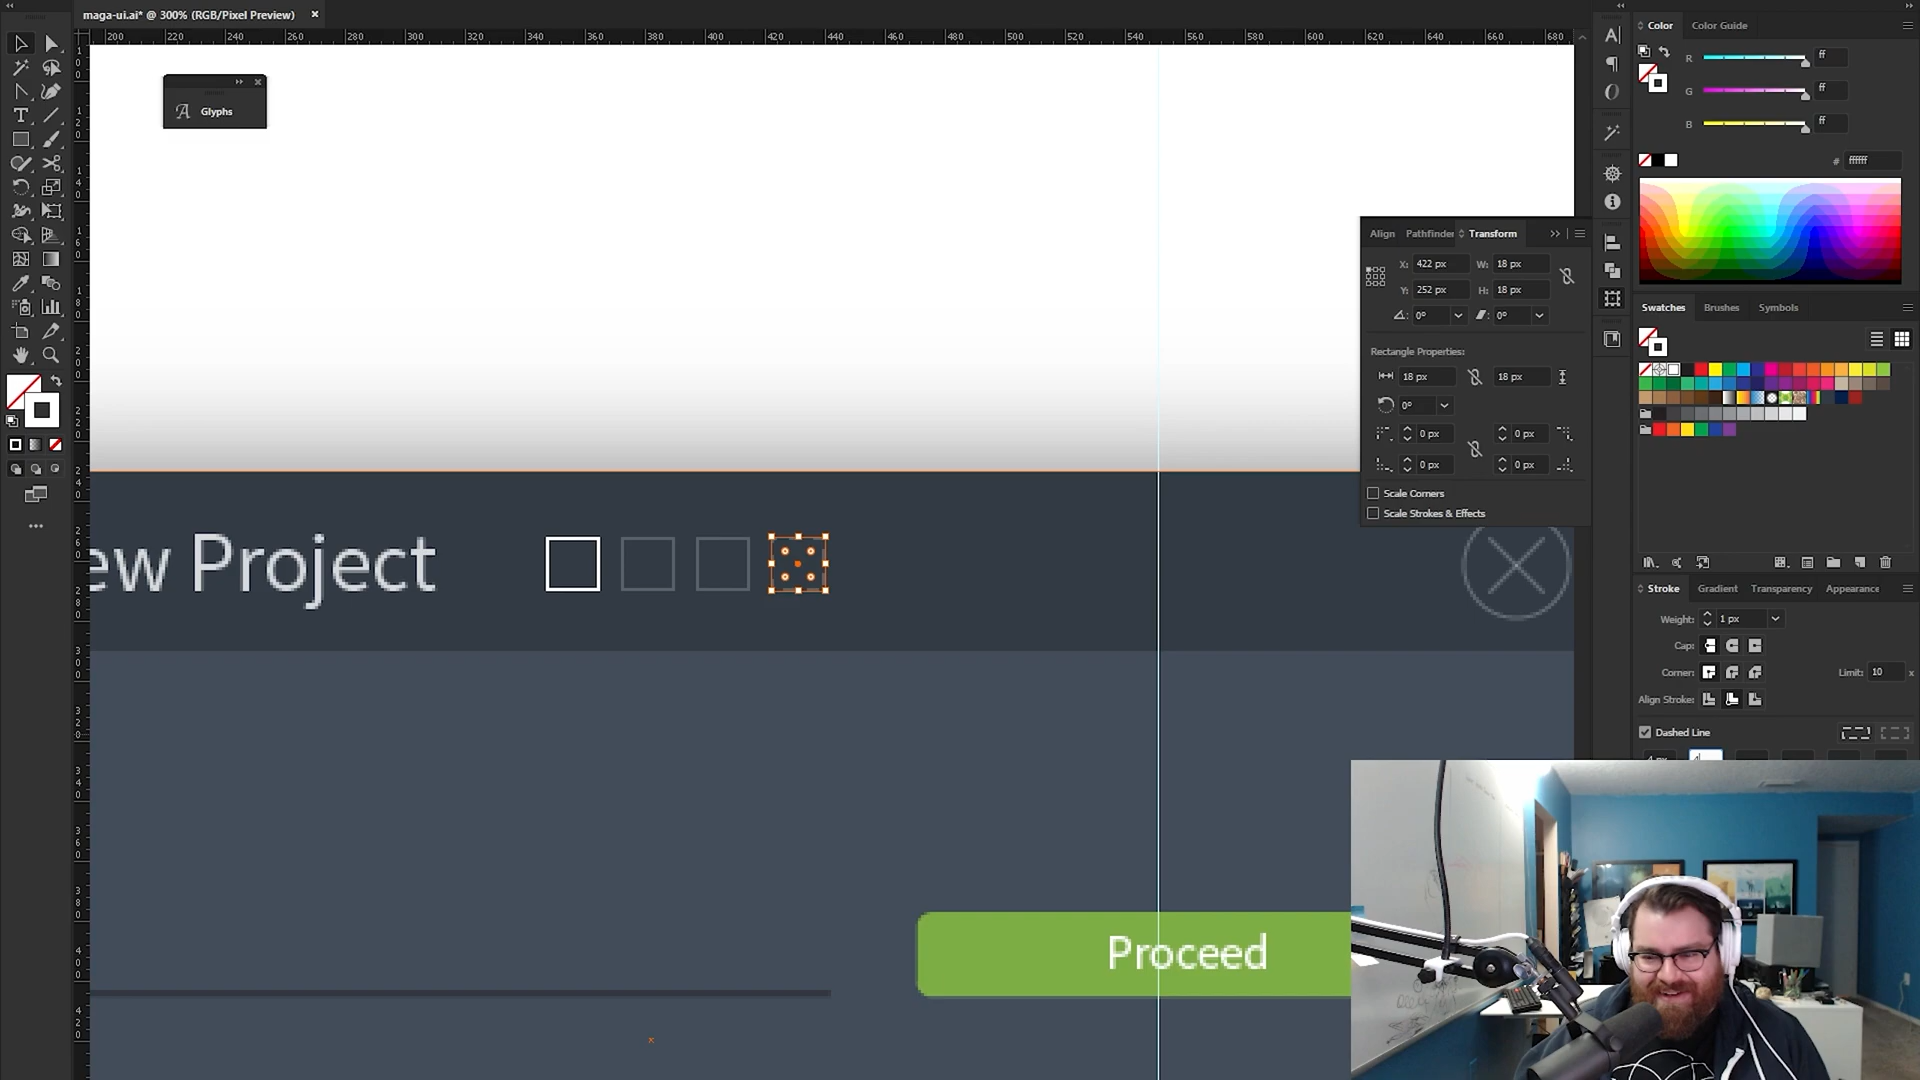 maga-ui.ai* @ 300% (RGB/Pixel Preview) ×
200 220 240 260 280 300 320 340 360 380 400 420 440 460 480 500 520 540 560 580 600 620 640 660 680
Glyphs
ew Project
Proceed
Align Pathfinder Transform
X: 422 px W: 18 px
Y: 252 px H: 18 px
0° 0°
Rectangle Properties:
18 px 18 px
0°
0 px 0 px
0 px 0 px
Scale Corners
Scale Strokes & Effects
Color Color Guide
R ff
G ff
B ff
# ffffff
Swatches Brushes Symbols
Stroke Gradient Transparency Appearance
Weight: 1 px
Cap:
Corner: Limit: 10 x
Align Stroke:
Dashed Line